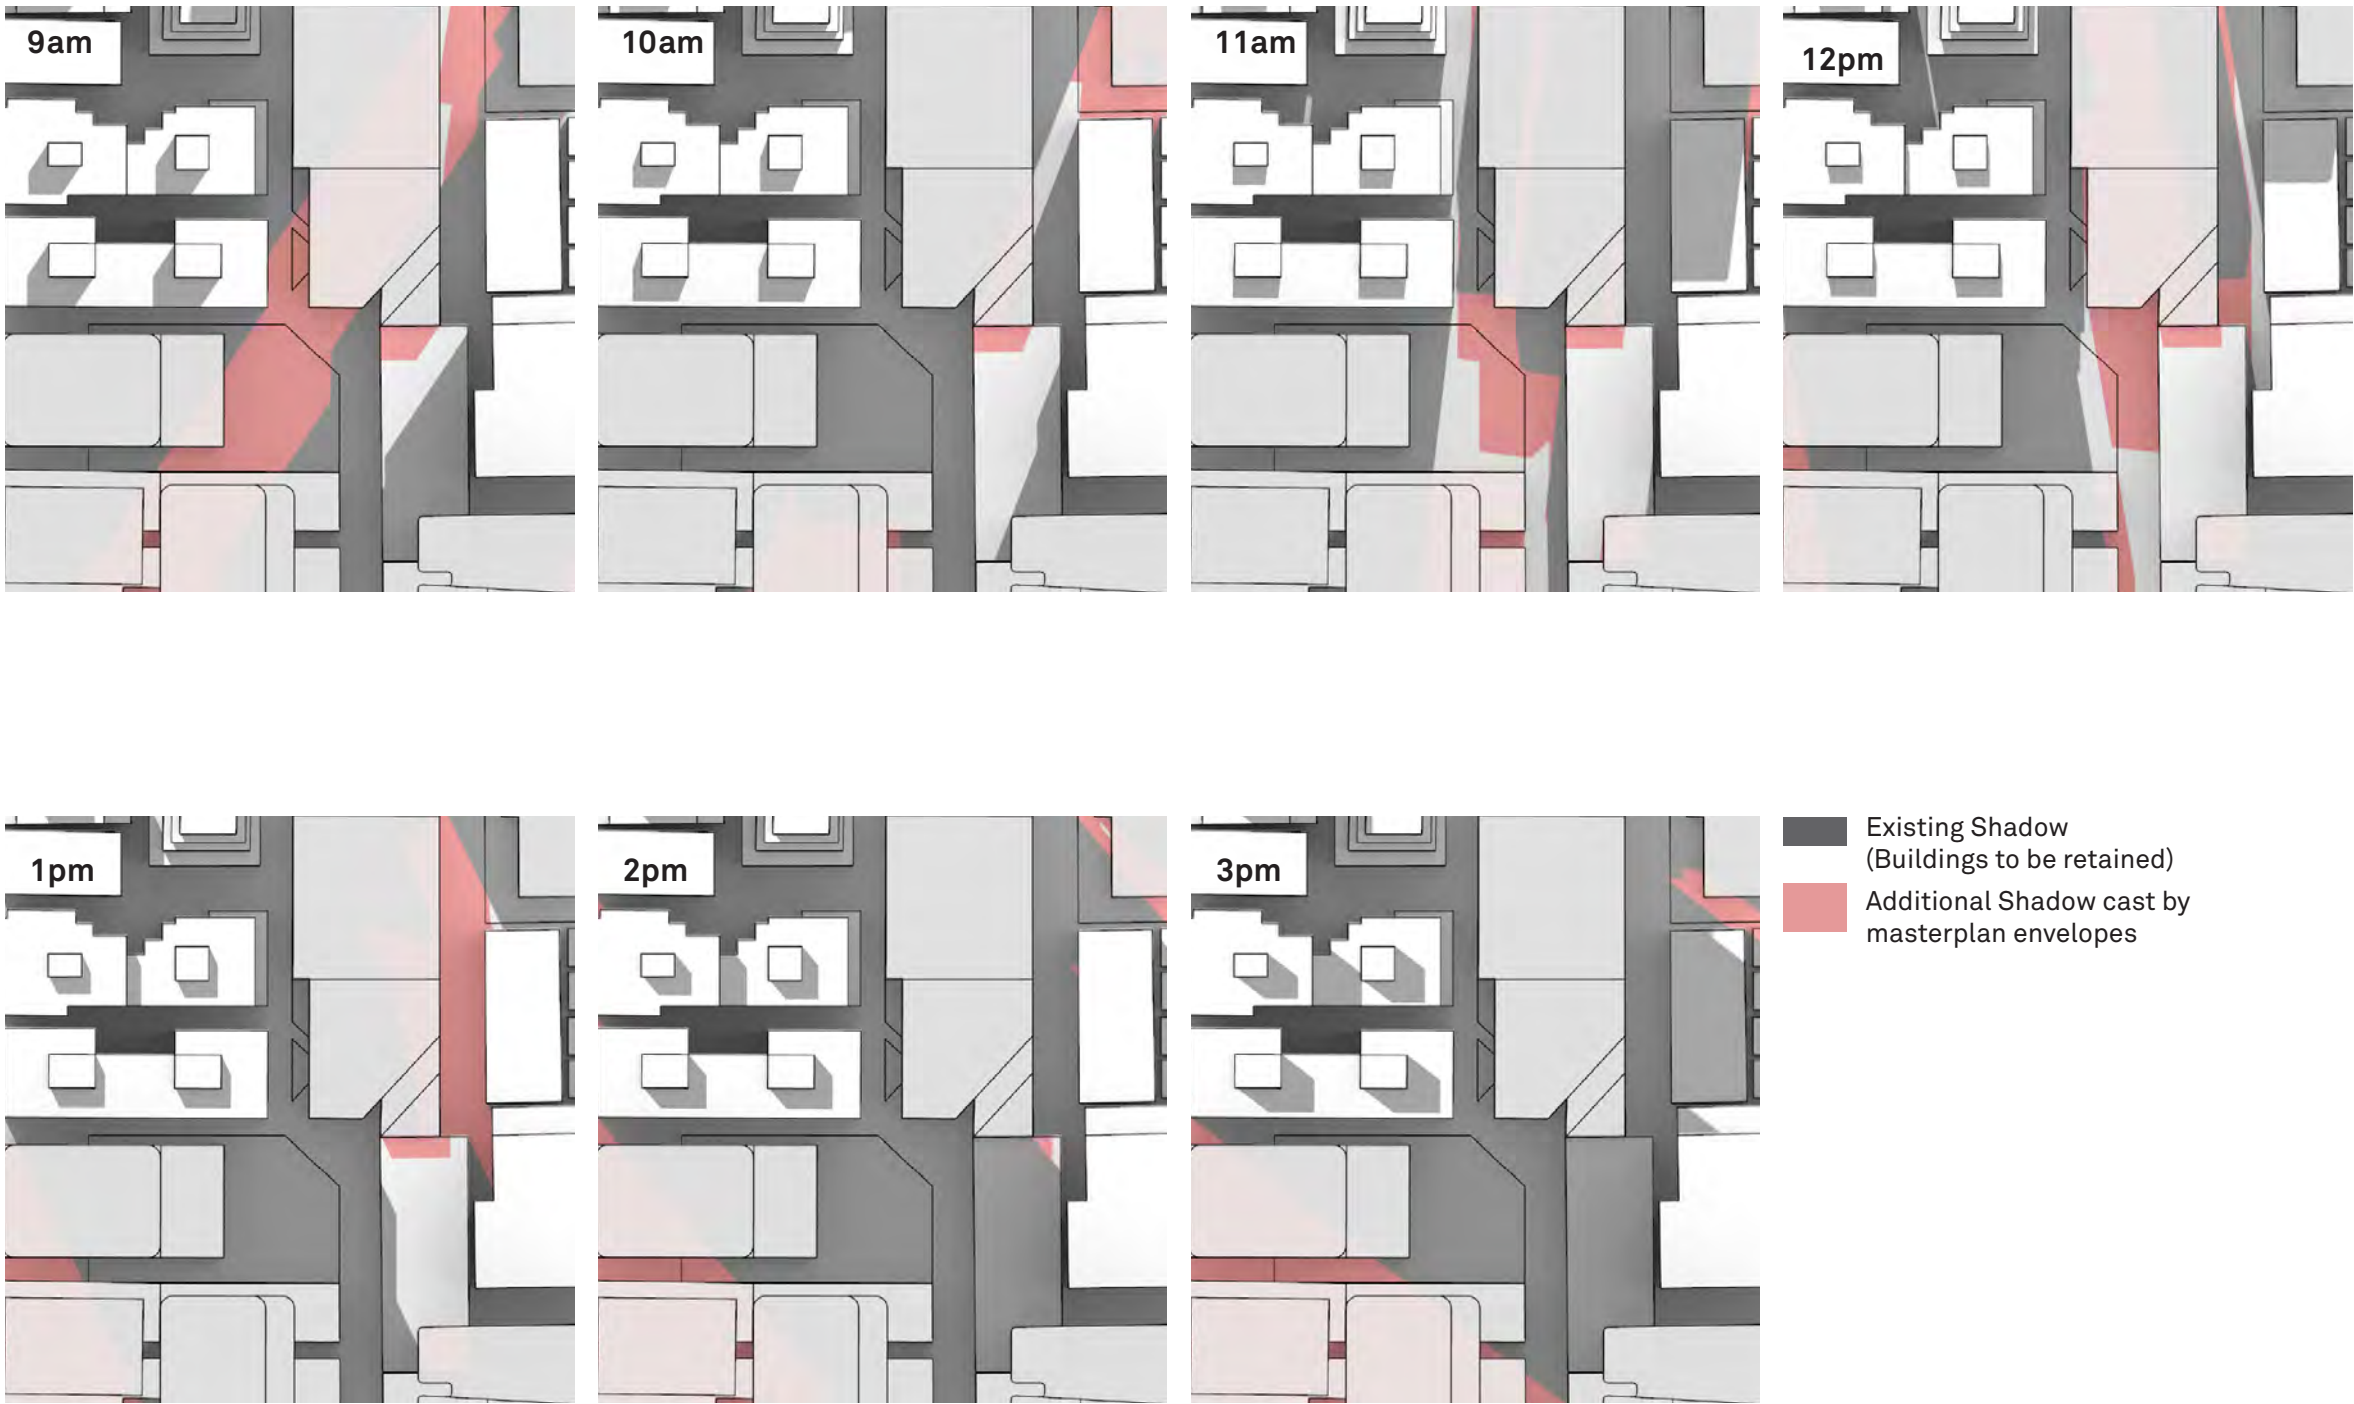 9am
10am
11am
12pm
1pm
2pm
3pm
Existing Shadow
(Buildings to be retained)
Additional Shadow cast by
masterplan envelopes